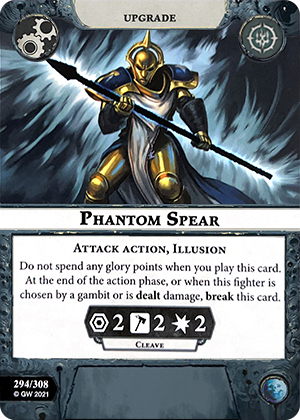 UPGRADE
PHANTOM SPEAR
ATTACK ACTION, ILLUSION
Do not spend any glory points when you play this card.
At the end of the action phase, or when this fighter is
chosen by a gambit or is dealt damage, break this card.
2 2 2
CLEAVE
294/308
© GW 2021